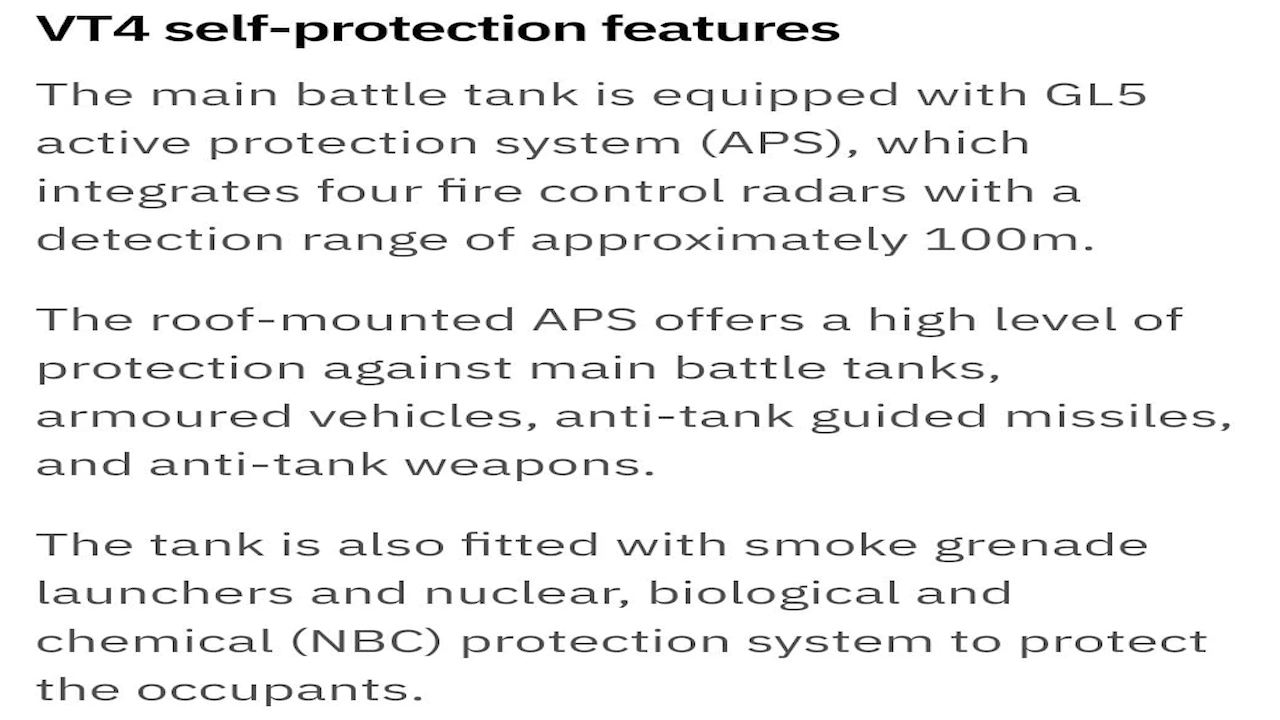 VT4 self-protection features
The main battle tank is equipped with GL5
active protection system (APS), which
integrates four fire control radars with a
detection range of approximately 100m.
The roof-mounted APS offers a high level of
protection against main battle tanks,
armoured vehicles, anti-tank guided missiles,
and anti-tank weapons.
The tank is also fitted with smoke grenade
launchers and nuclear, biological and
chemical (NBC) protection system to protect
the occupants.